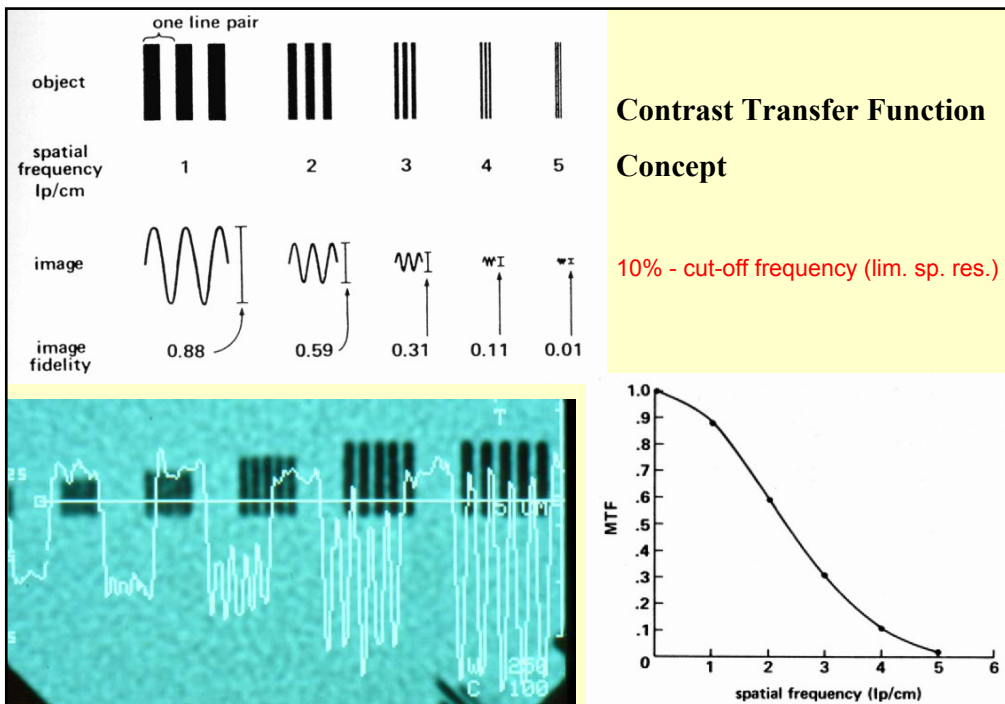 one line pair
object
spatial
frequency
lp/cm
1 2 3 4 5
image
image
fidelity
0.88 0.59 0.31 0.11 0.01
Contrast Transfer Function
Concept
10% - cut-off frequency (lim. sp. res.)
T
25
W 250
C 100
1.0
.9
.8
.7
.6
.5
.4
.3
.2
.1
0
MTF
1 2 3 4 5 6
spatial frequency (lp/cm)